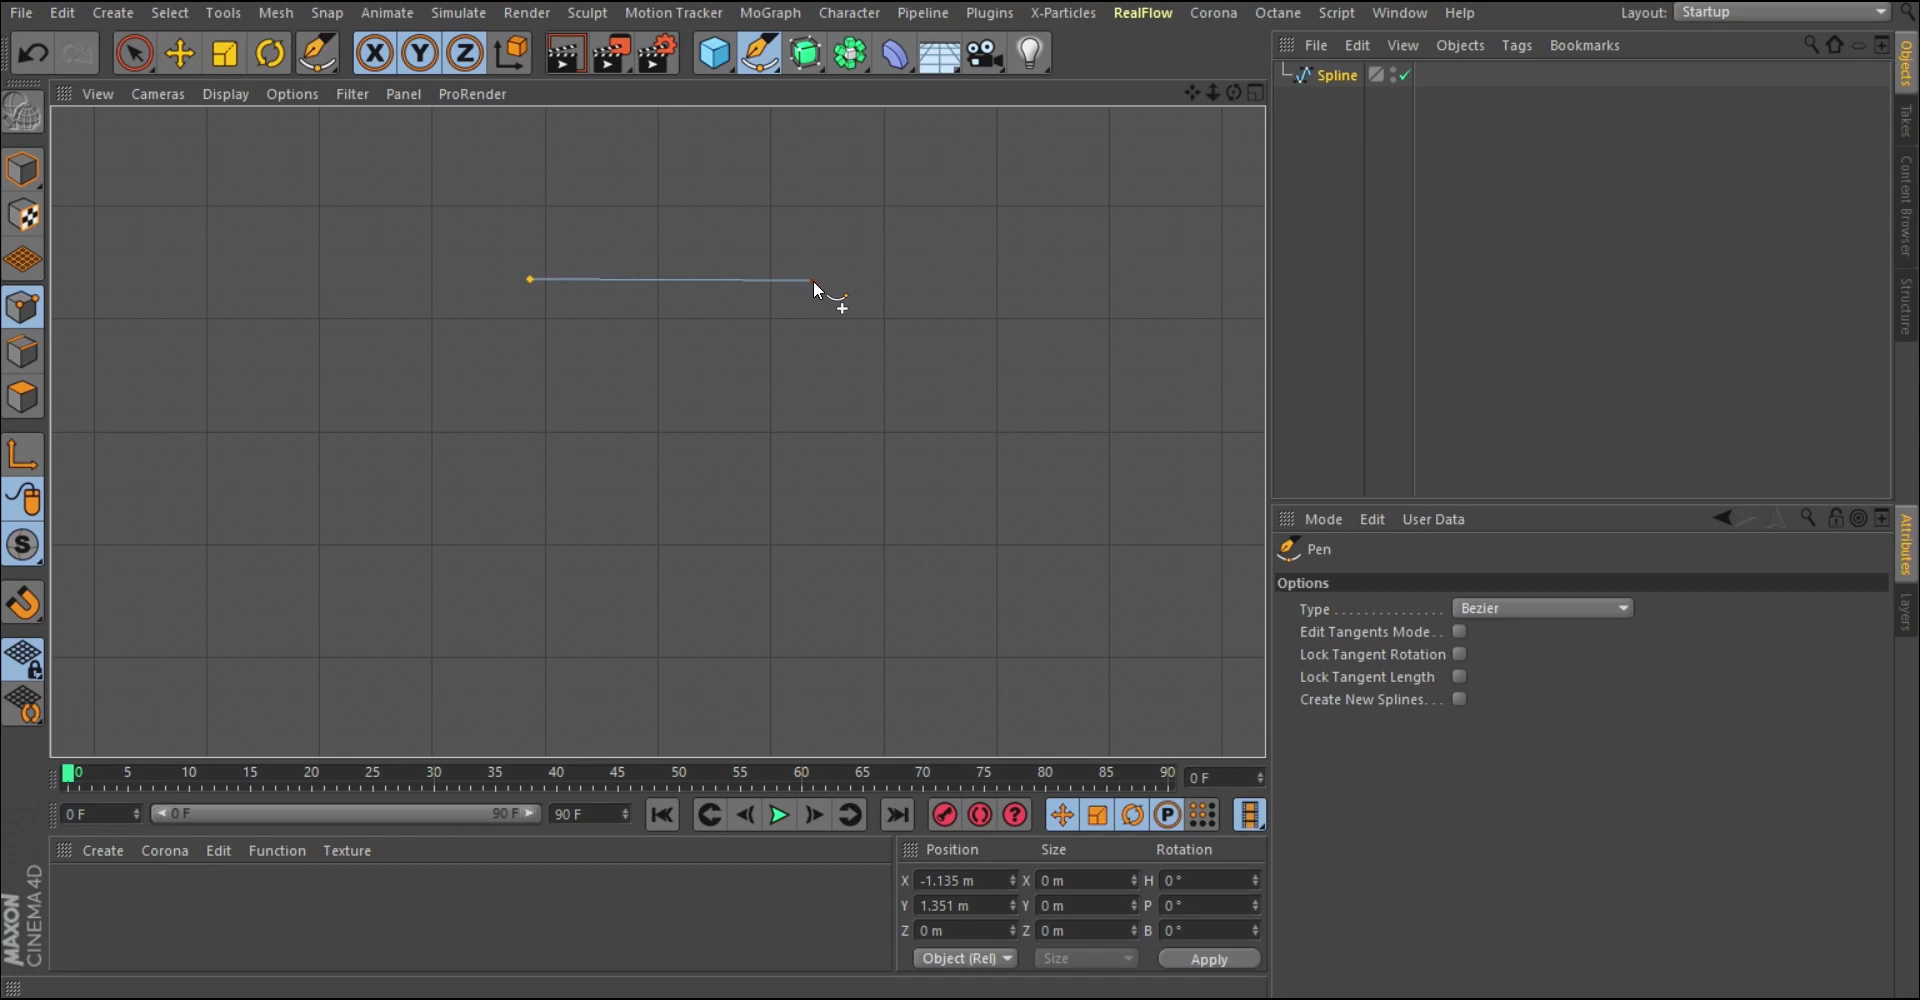 File Edit Create Select Tools Mesh Snap Animate Simulate Render Sculpt Motion Tracker MoGraph Character Pipeline Plugins X-Particles RealFlow Corona Octane Script Window Help Layout: Startup
X Y Z
File Edit View Objects Tags Bookmarks
Spline
View Cameras Display Options Filter Panel ProRender
Objects
Takes
Content Browser
Structure
Mode Edit User Data
Pen
Options
Type Bezier
Edit Tangents Mode
Lock Tangent Rotation
Lock Tangent Length
Create New Splines
Attributes
Layers
S
0 5 10 15 20 25 30 35 40 45 50 55 60 65 70 75 80 85 90 0 F
0 F 0 F 90 F 90 F ? P
Create Corona Edit Function Texture
Position Size Rotation
X -1.135 m X 0 m H 0 °
Y 1.351 m Y 0 m P 0 °
Z 0 m Z 0 m B 0 °
Object (Rel) Size Apply
MAXON
CINEMA 4D